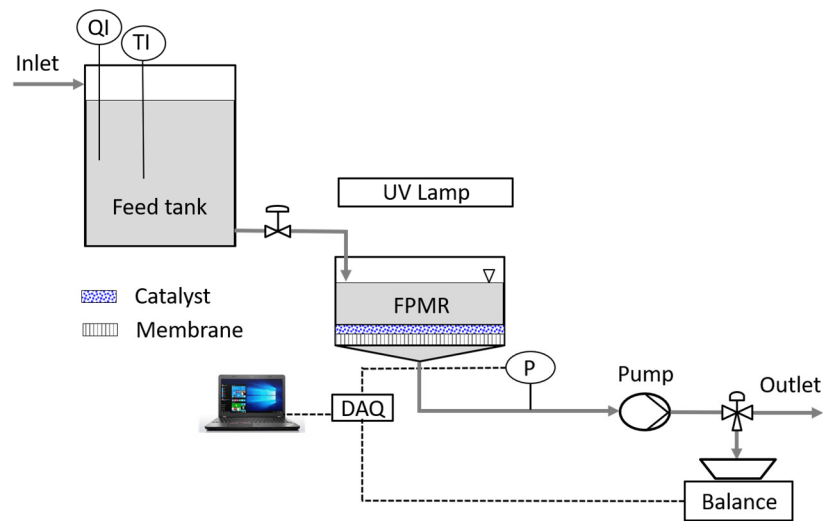 QI
TI
Inlet
Feed tank
UV Lamp
Catalyst
Membrane
FPMR
P
Pump
Outlet
DAQ
Balance